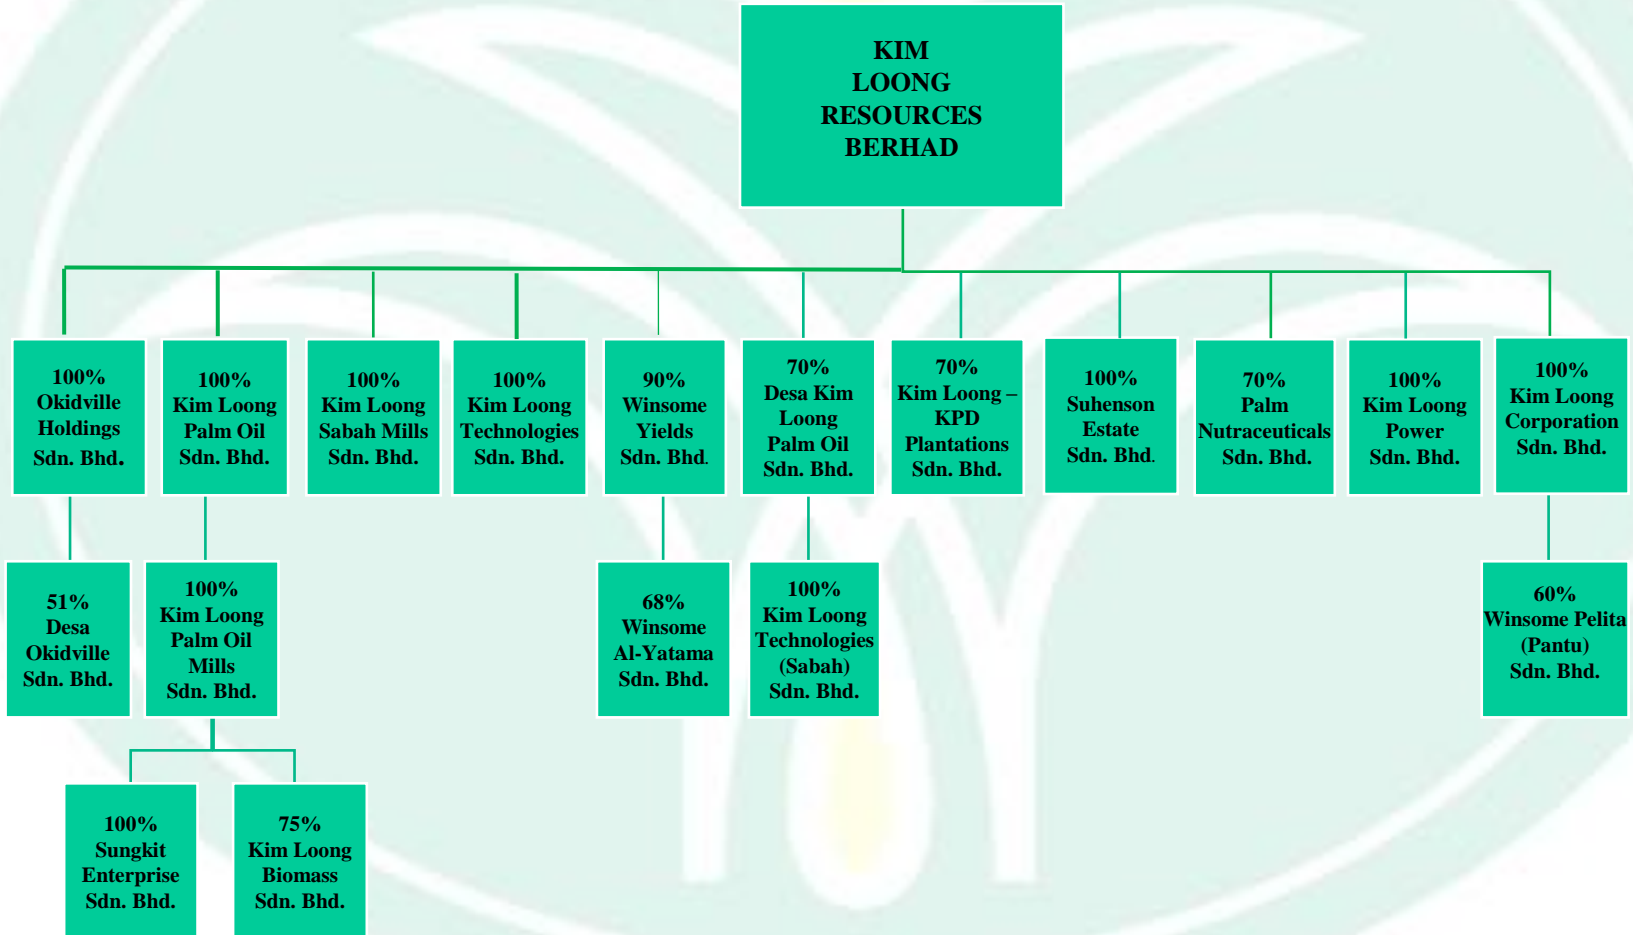 KIM
LOONG
RESOURCES
BERHAD
100%
Okidville
Holdings
Sdn. Bhd.
100%
Kim Loong
Palm Oil
Sdn. Bhd.
100%
Kim Loong
Sabah Mills
Sdn. Bhd.
100%
Kim Loong
Technologies
Sdn. Bhd.
90%
Winsome
Yields
Sdn. Bhd.
70%
Desa Kim
Loong
Palm Oil
Sdn. Bhd.
70%
Kim Loong –
KPD
Plantations
Sdn. Bhd.
100%
Suhenson
Estate
Sdn. Bhd.
70%
Palm
Nutraceuticals
Sdn. Bhd.
100%
Kim Loong
Power
Sdn. Bhd.
100%
Kim Loong
Corporation
Sdn. Bhd.
51%
Desa
Okidville
Sdn. Bhd.
100%
Kim Loong
Palm Oil
Mills
Sdn. Bhd.
68%
Winsome
Al-Yatama
Sdn. Bhd.
100%
Kim Loong
Technologies
(Sabah)
Sdn. Bhd.
60%
Winsome Pelita
(Pantu)
Sdn. Bhd.
100%
Sungkit
Enterprise
Sdn. Bhd.
75%
Kim Loong
Biomass
Sdn. Bhd.